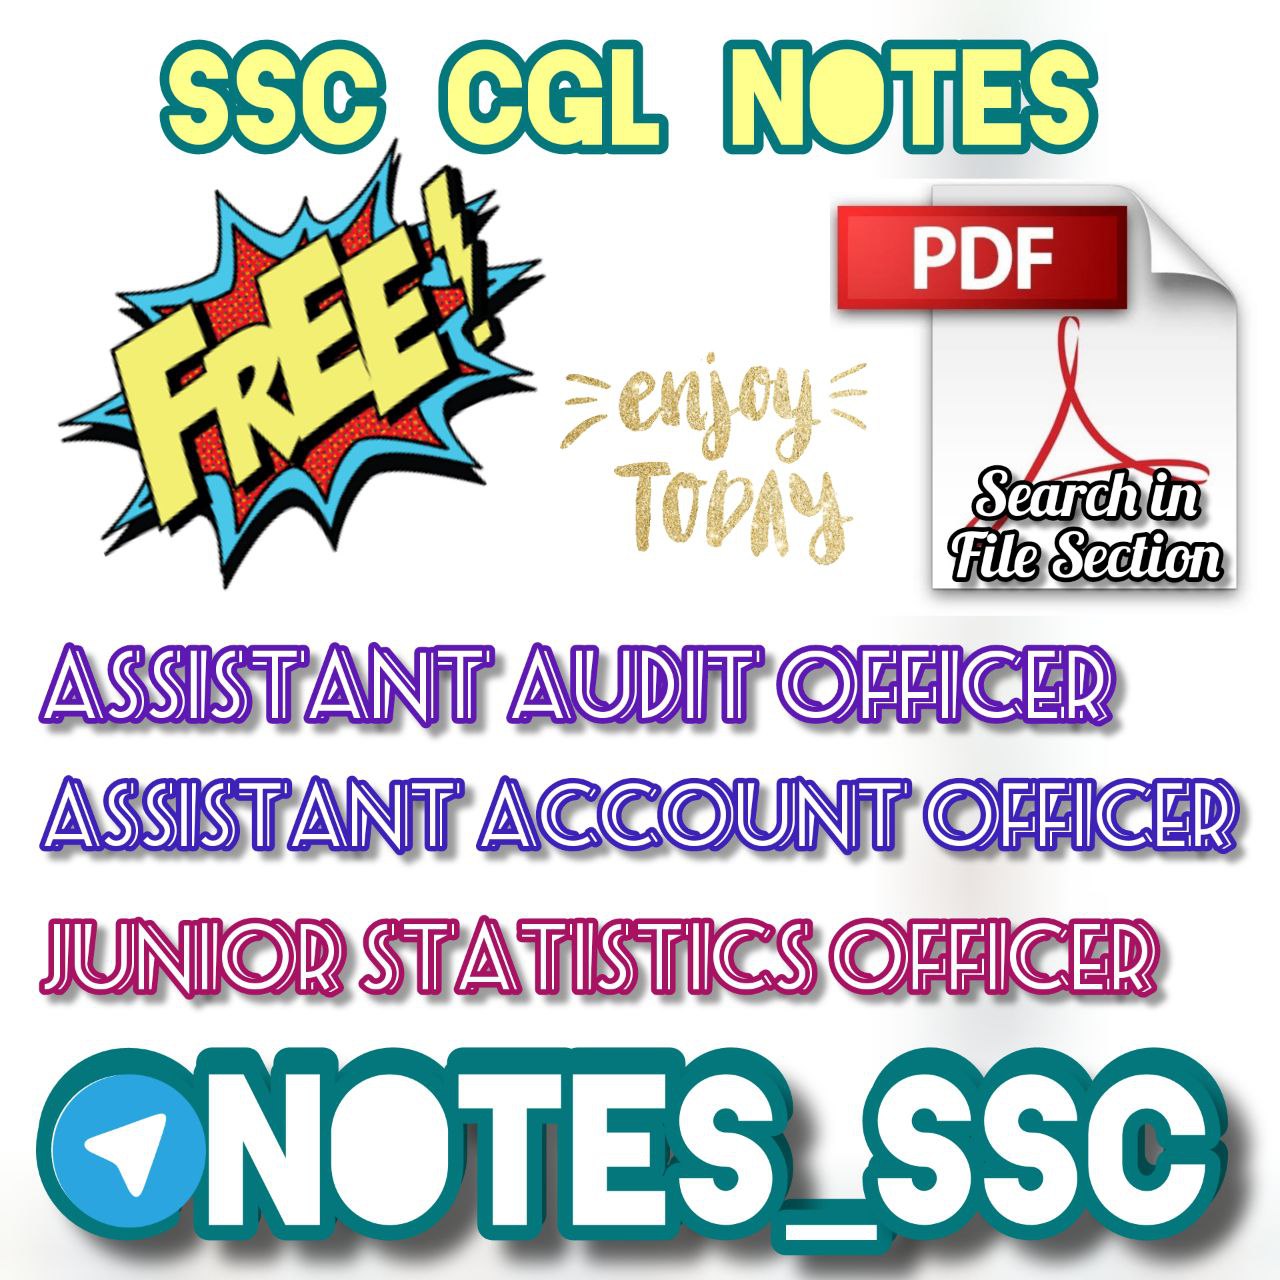 SSC CGL NOTES
FREE!
PDF
enjoy
TODAY
Search in
File Section
ASSISTANT AUDIT OFFICER
ASSISTANT ACCOUNT OFFICER
JUNIOR STATISTICS OFFICER
NOTES_SSC